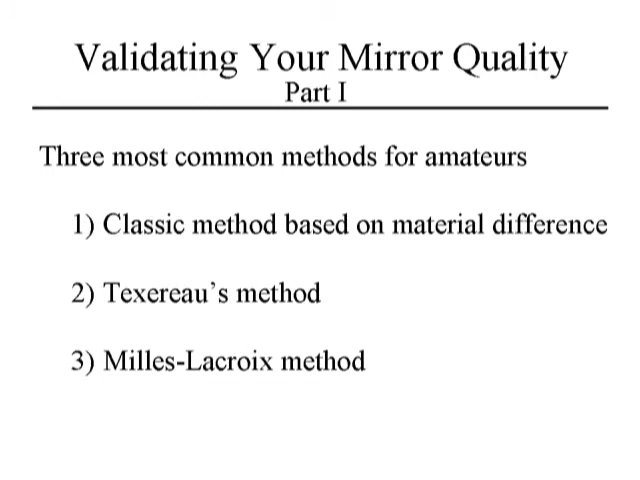 Validating Your Mirror Quality
Part I
Three most common methods for amateurs
1) Classic method based on material difference
2) Texereau's method
3) Milles-Lacroix method